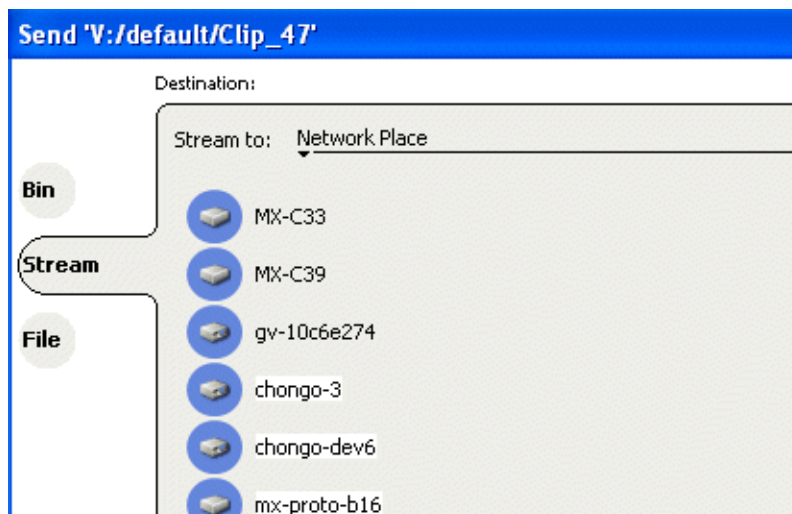 Send 'V:/default/Clip_47'
Destination:
Stream to: Network Place
Bin
Stream
File
MX-C33
MX-C39
gv-10c6e274
chongo-3
chongo-dev6
mx-proto-b16